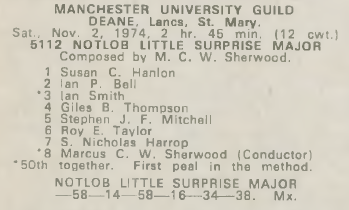 MANCHESTER UNIVERSITY GUILD
DEANE, Lancs, St. Mary.
Sat., Nov. 2, 1974, 2 hr. 45 min. (12 cwt.)
5112 NOTLOB LITTLE SURPRISE MAJOR
Composed by M. C. W. Sherwood.
1 Susan C. Hanlon
2 Ian P. Bell
*3 Ian Smith
4 Giles B. Thompson
5 Stephen J. F. Mitchell
6 Roy E. Taylor
7 S. Nicholas Harrop
*8 Marcus C. W. Sherwood (Conductor)
*50th together. First peal in the method.
NOTLOB LITTLE SURPRISE MAJOR
—58—14—58—16—34—38. Mx.